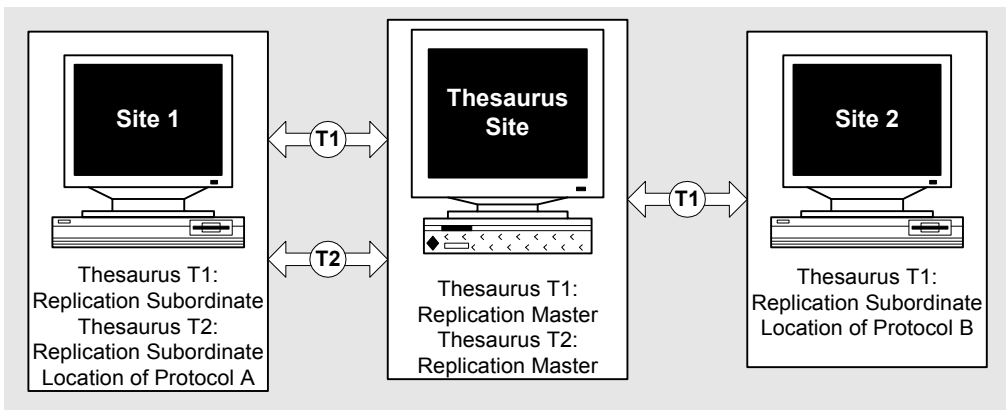 Site 1
T1
T2
Thesaurus T1:
Replication Subordinate
Thesaurus T2:
Replication Subordinate
Location of Protocol A
Thesaurus
Site
Thesaurus T1:
Replication Master
Thesaurus T2:
Replication Master
T1
Site 2
Thesaurus T1:
Replication Subordinate
Location of Protocol B